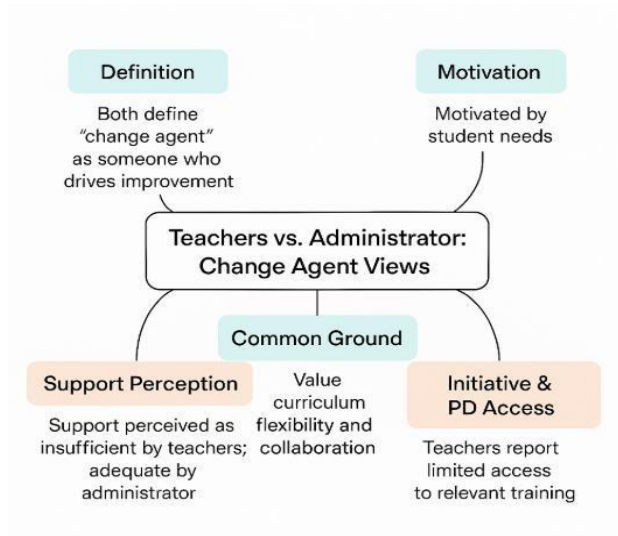 Definition
Both define
“change agent”
as someone who
drives improvement
Motivation
Motivated by
student needs
Teachers vs. Administrator:
Change Agent Views
Support Perception
Support perceived as
insufficient by teachers;
adequate by
administrator
Common Ground
Value
curriculum
flexibility and
collaboration
Initiative &
PD Access
Teachers report
limited access
to relevant training